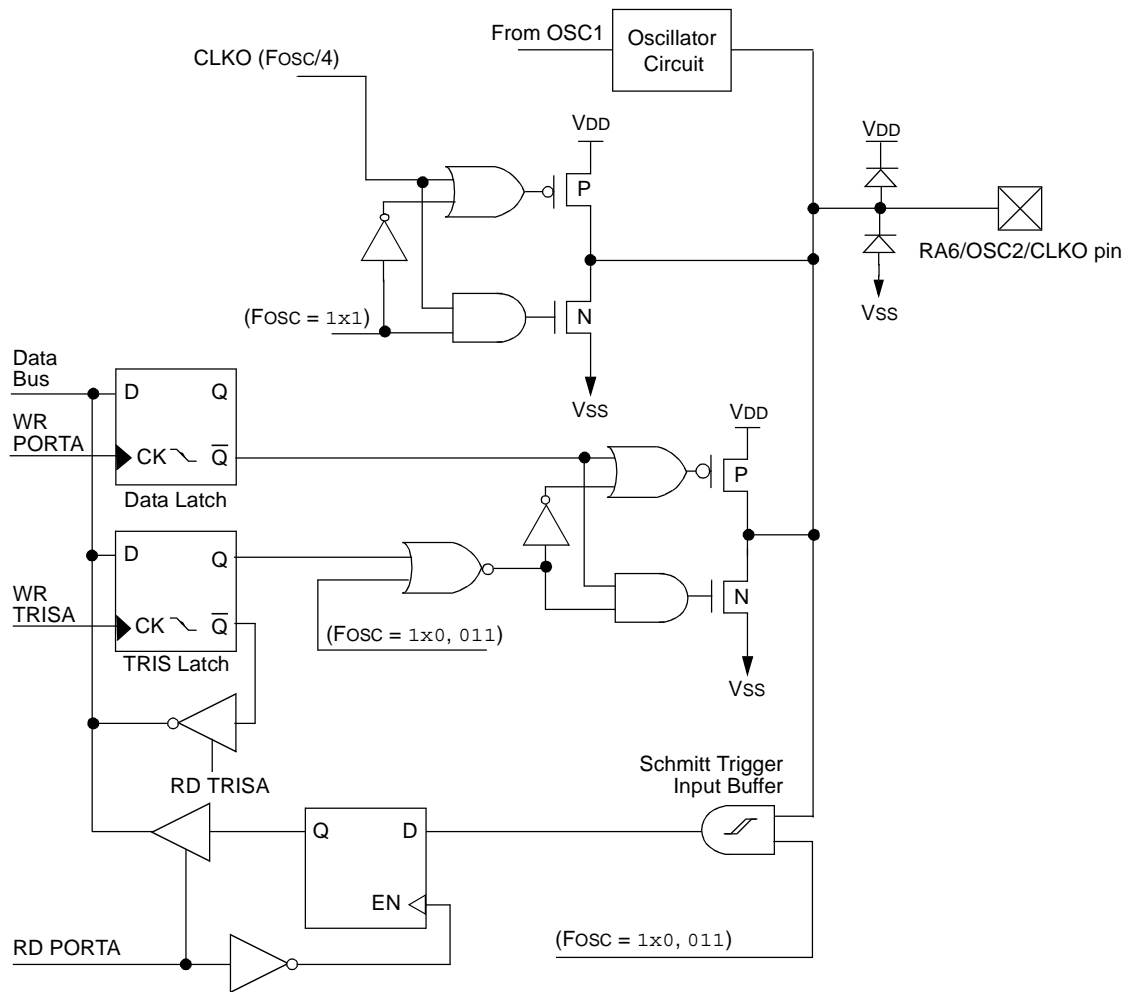 From OSC1
Oscillator
Circuit
CLKO (FOSC/4)
VDD
P
VDD
RA6/OSC2/CLKO pin
N
(FOSC = 1x1)
VSS
VSS
Data
Bus
D
Q
WR
PORTA
CK
Q
Data Latch
VDD
P
D
Q
WR
TRISA
CK
Q
TRIS Latch
N
(FOSC = 1x0, 011)
VSS
RD TRISA
Schmitt Trigger
Input Buffer
Q
D
EN
RD PORTA
(FOSC = 1x0, 011)